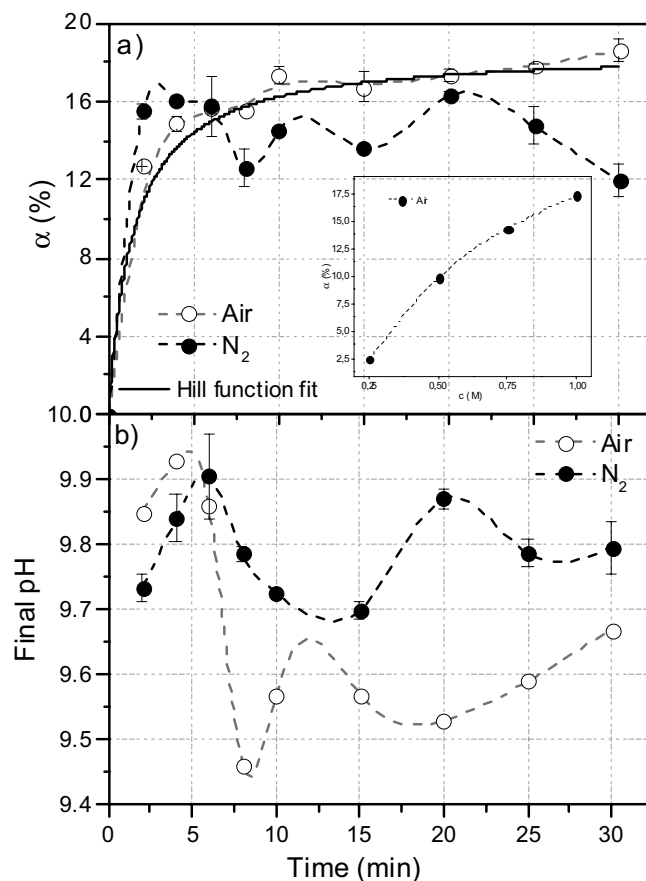 20
a)
16
12
8
4
α (%)
Air
N2
Hill function fit
17,5
15,0
12,5
10,0
7,5
5,0
2,5
α (%)
Air
0,25
0,50
0,75
1,00
c ( M)
10.0
b)
Air
N2
9.9
9.8
9.7
9.6
9.5
9.4
Final pH
0
5
10
15
20
25
30
Time (min)